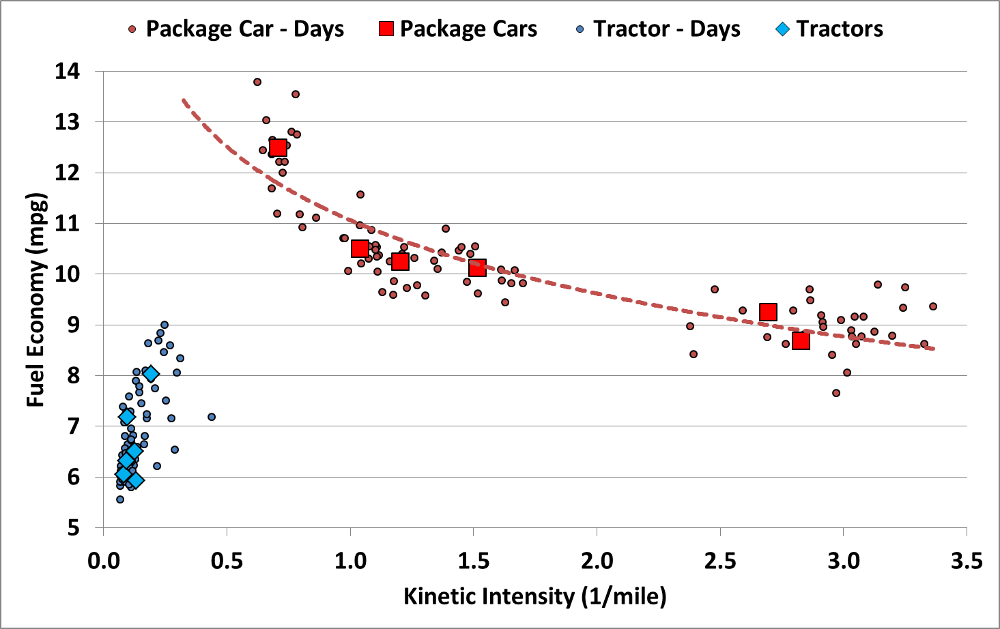 Package Car - Days Package Cars Tractor - Days Tractors
14
13
12
11
10
9
8
7
6
5
Fuel Economy (mpg)
0.0 0.5 1.0 1.5 2.0 2.5 3.0 3.5
Kinetic Intensity (1/mile)